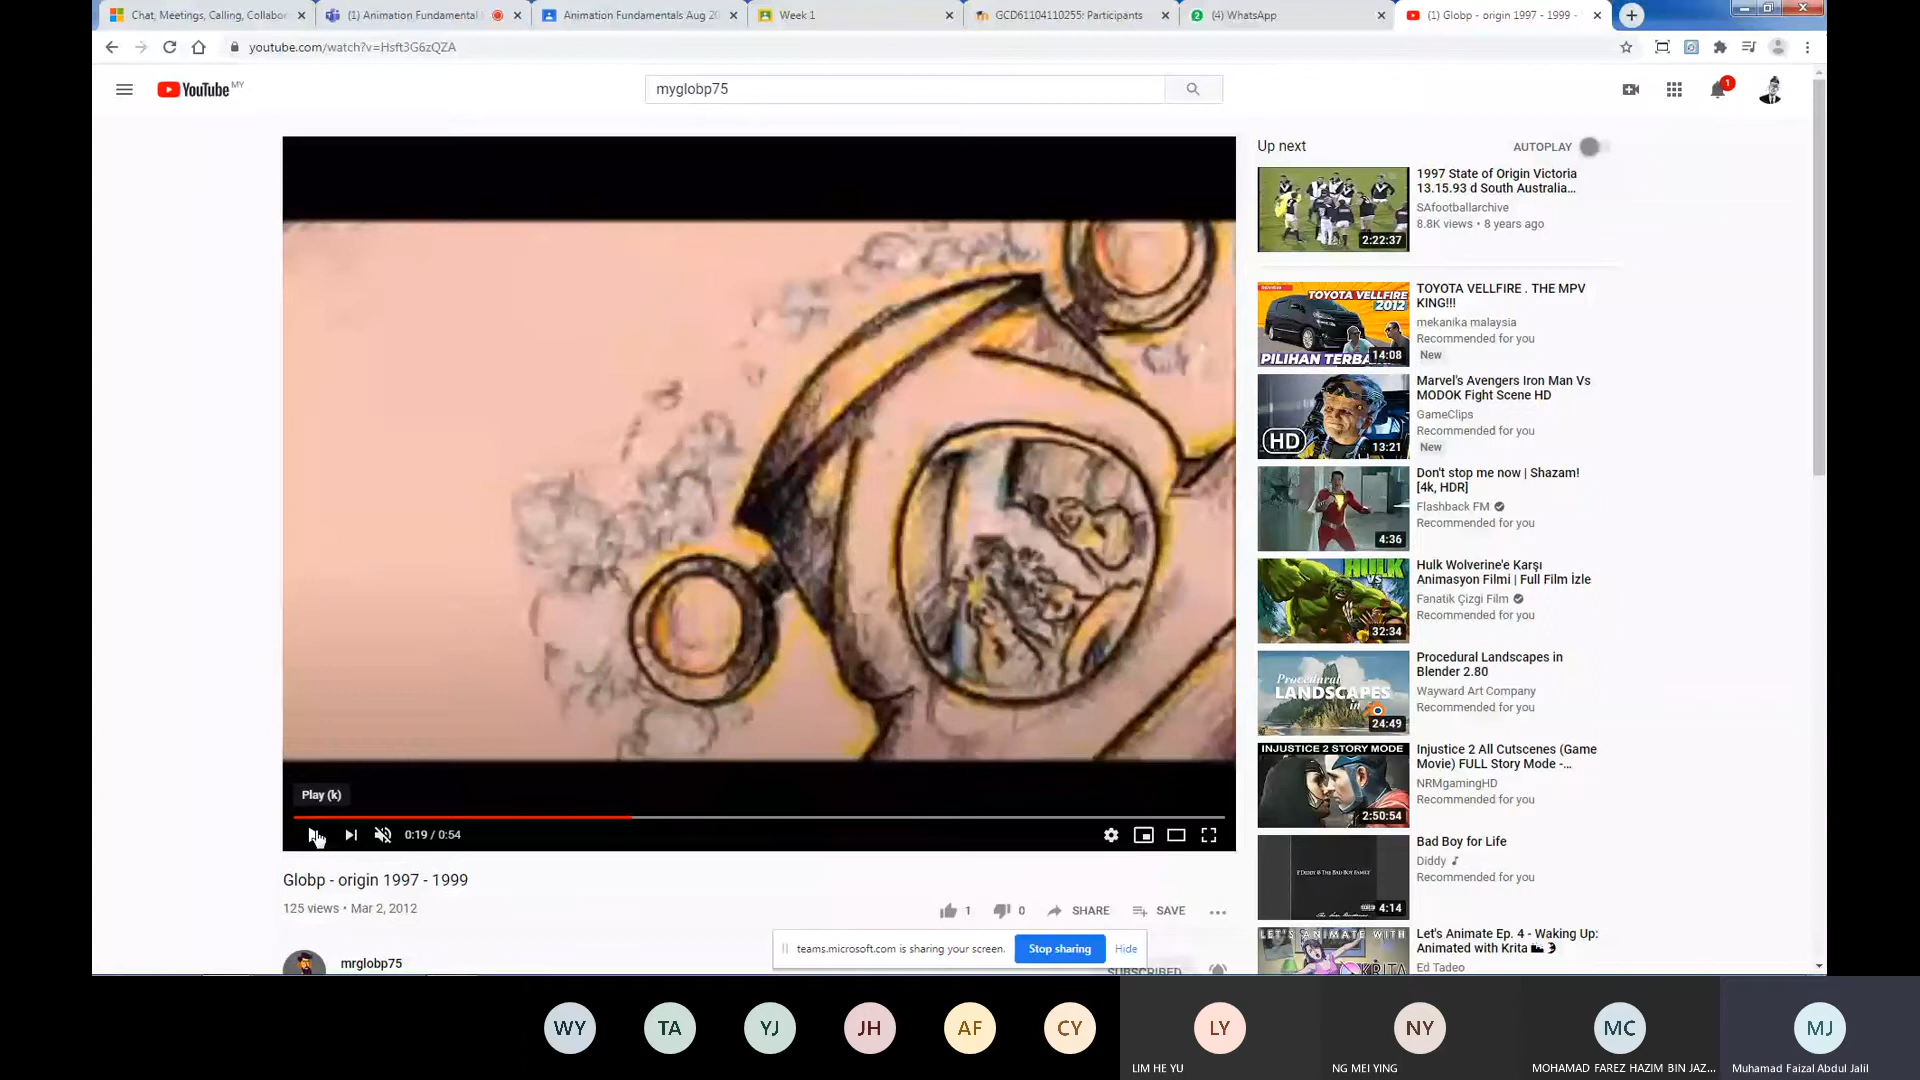 Chat, Meetings, Calling, Collabor
(1) Animation Fundamental
Animation Fundamentals Aug 20
Week 1
GCD61104110255: Participants
(4) WhatsApp
(1) Globp - origin 1997 - 1999 -
youtube.com/watch?v=Hsft3G6zQZA
YouTube MY
myglobp75
1
Up next
AUTOPLAY
1997 State of Origin Victoria
13.15.93 d South Australia...
SAfootballarchive
8.8K views • 8 years ago
2:22:37
TOYOTA VELLFIRE
2012
PILIHAN TERBA
14:08
TOYOTA VELLFIRE . THE MPV
KING!!!
mekanika malaysia
Recommended for you
New
HD
13:21
Marvel's Avengers Iron Man Vs
MODOK Fight Scene HD
GameClips
Recommended for you
New
4:36
Don't stop me now | Shazam!
[4k, HDR]
Flashback FM
Recommended for you
HULK
VS
32:34
Hulk Wolverine'e Karşı
Animasyon Filmi | Full Film İzle
Fanatik Çizgi Film
Recommended for you
Procedural
LANDSCAPES
in
24:49
Procedural Landscapes in
Blender 2.80
Wayward Art Company
Recommended for you
INJUSTICE 2 STORY MODE
2:50:54
Injustice 2 All Cutscenes (Game
Movie) FULL Story Mode -...
NRMgamingHD
Recommended for you
4:14
Bad Boy for Life
Diddy
Recommended for you
LET'S ANIMATE WITH
KRITA
Let's Animate Ep. 4 - Waking Up:
Animated with Krita
Ed Tadeo
Play (k)
0:19 / 0:54
Globp - origin 1997 - 1999
125 views • Mar 2, 2012
1
0
SHARE
SAVE
teams.microsoft.com is sharing your screen.
Stop sharing
Hide
mrglobp75
SUBSCRIBED
WY
TA
YJ
JH
AF
CY
LY
NY
MC
MJ
LIM HE YU
NG MEI YING
MOHAMAD FAREZ HAZIM BIN JAZ...
Muhamad Faizal Abdul Jalil